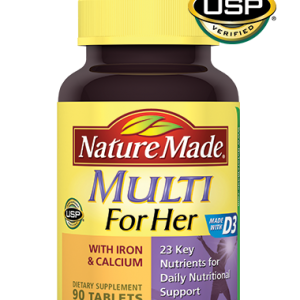 USP
VERIFIED
Nature Made
MULTI
For Her
MADE
WITH D3
USP
WITH IRON
& CALCIUM
23 Key
Nutrients for
Daily Nutritional
Support
DIETARY SUPPLEMENT
90 TABLETS